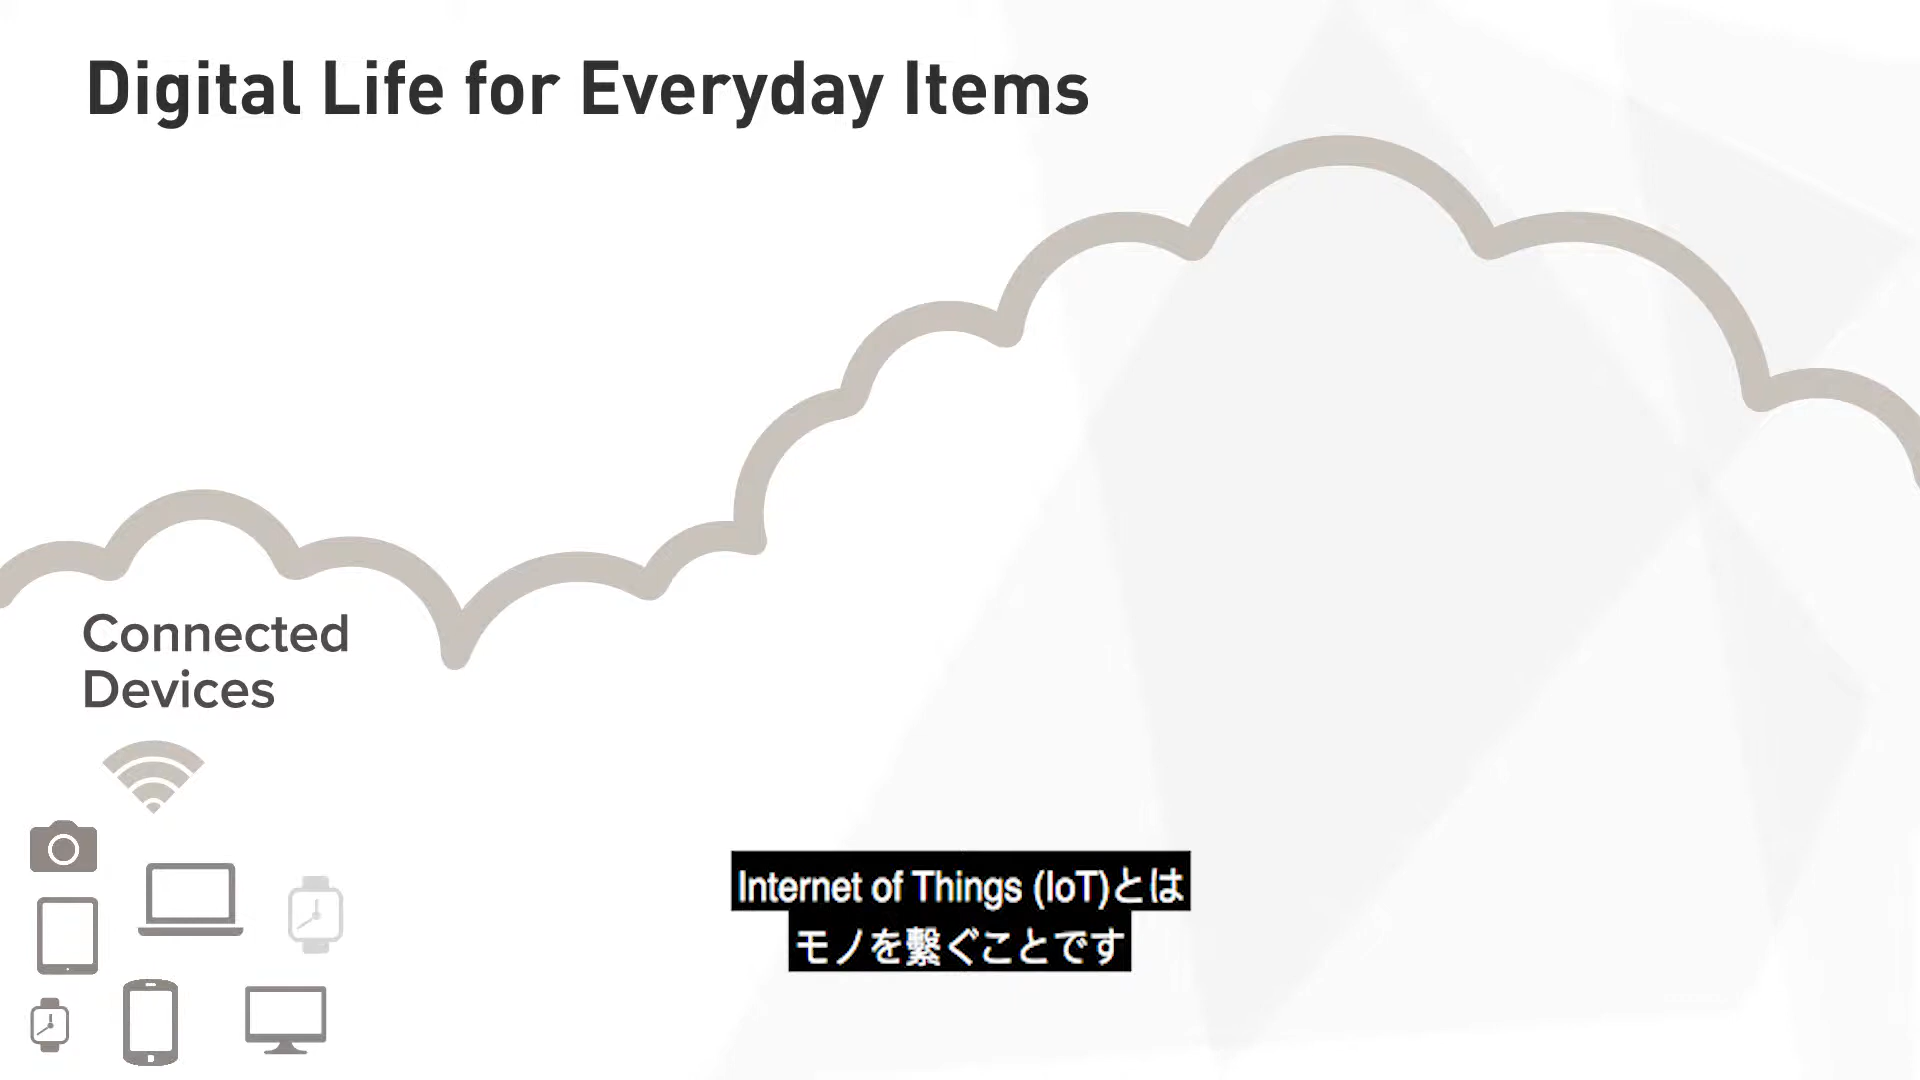 Digital Life for Everyday Items
Connected
Devices
Internet of Things (IoT)とは
モノを繋ぐことです